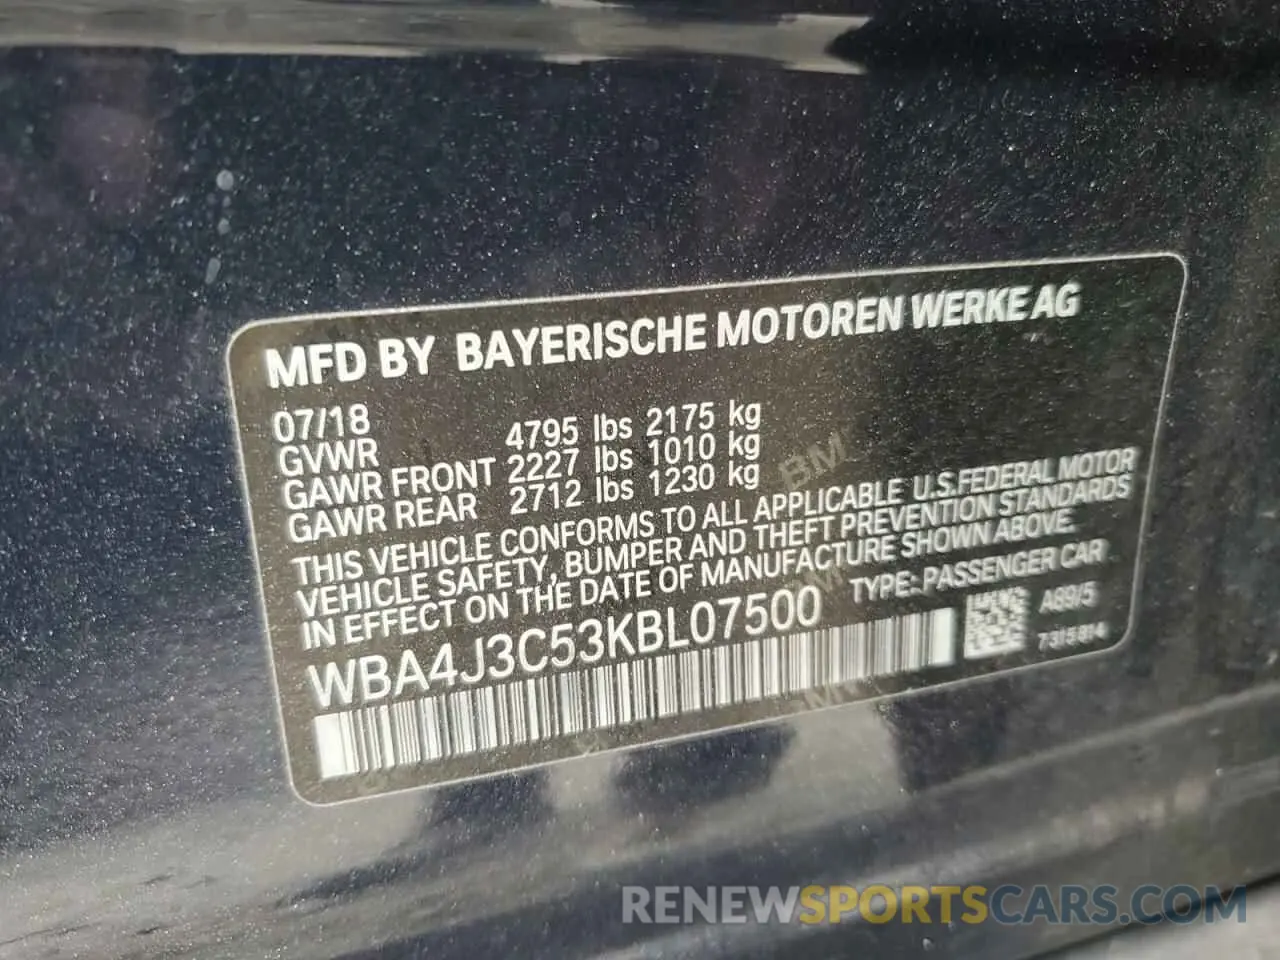 MFD BY BAYERISCHE MOTOREN WERKE AG
07/18
GVWR 4795 lbs 2175 kg
GAWR FRONT 2227 lbs 1010 kg
GAWR REAR 2712 lbs 1230 kg
THIS VEHICLE CONFORMS TO ALL APPLICABLE U.S.FEDERAL MOTOR
VEHICLE SAFETY, BUMPER AND THEFT PREVENTION STANDARDS
IN EFFECT ON THE DATE OF MANUFACTURE SHOWN ABOVE.
WBA4J3C53KBL07500 TYPE:PASSENGER CAR
A89/5
7315814
RENEWSPORTSCARS.COM